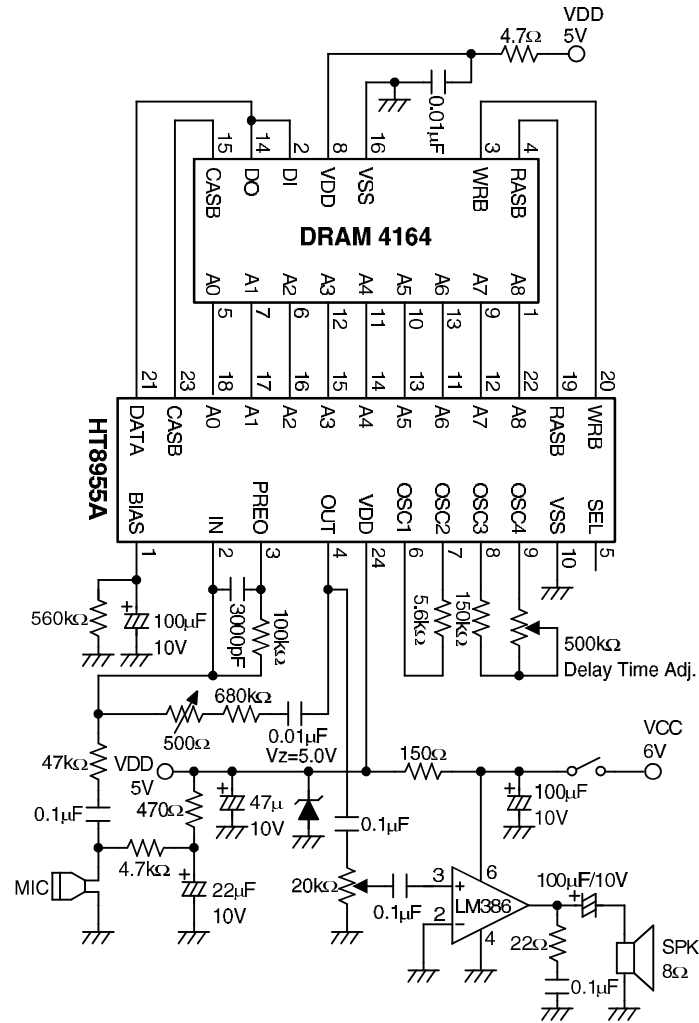 VDD
5V
4.7Ω
0.01µF
15 14 2 8 16 3 4
CASB DO DI VDD VSS WRB RASB
DRAM 4164
A0 A1 A2 A3 A4 A5 A6 A7 A8
5 7 6 12 11 10 13 9 1
21 23 18 17 16 15 14 13 11 12 22 19 20
DATA CASB A0 A1 A2 A3 A4 A5 A6 A7 A8 RASB WRB
HT8955A
BIAS IN PREO OUT VDD OSC1 OSC2 OSC3 OSC4 VSS SEL
1 2 3 4 24 6 7 8 9 10 5
560kΩ
+
100µF
10V
3000pF
100kΩ
5.6kΩ
150kΩ
500kΩ
Delay Time Adj.
680kΩ
500Ω
0.01µF
Vz=5.0V
47kΩ
VDD
5V
150Ω
VCC
6V
0.1µF
470Ω
+
47µ
10V
+
100µF
10V
0.1µF
4.7kΩ
MIC
+
22µF
10V
20kΩ
0.1µF
3
+
6
LM386
2
−
4
100µF/10V
+
22Ω
0.1µF
SPK
8Ω